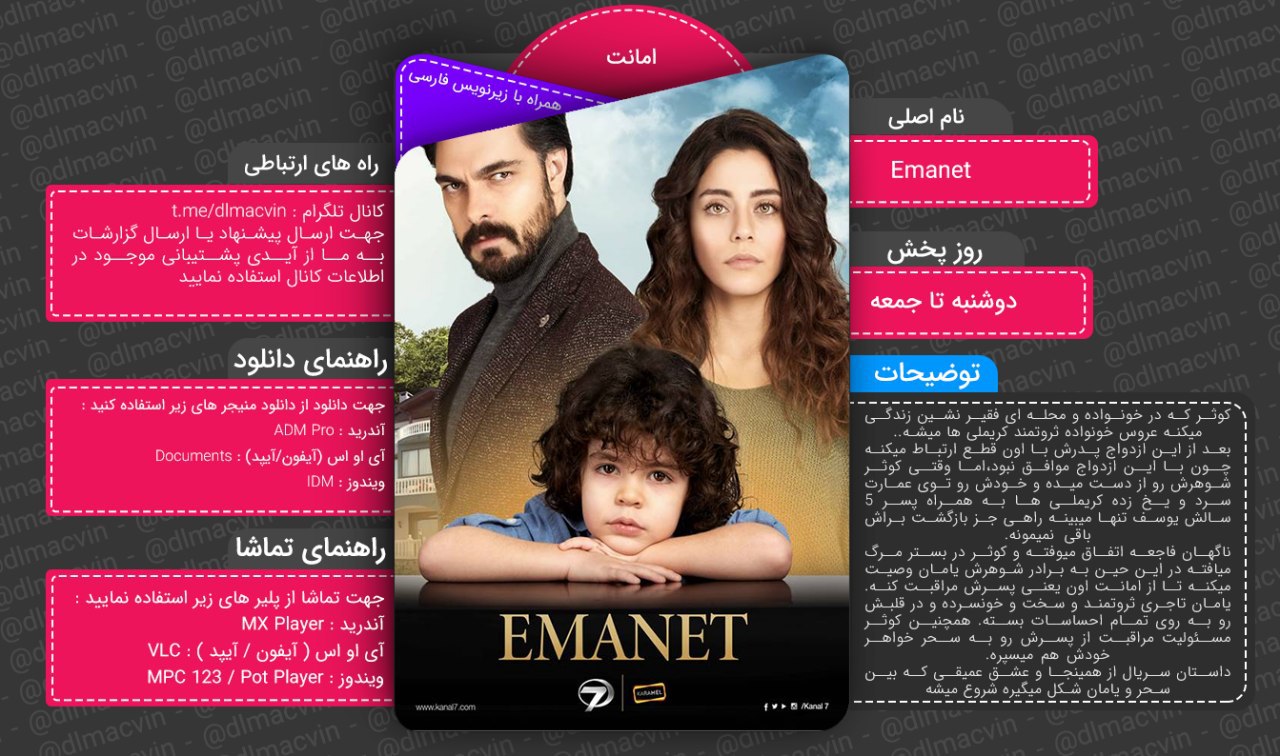 امانت
همراه با زیرنویس فارسی
نام اصلی
Emanet
روز پخش
دوشنبه تا جمعه
توضیحات
کوثر که در خونواده و محله ای فقیر نشین زندگی
میکنه عروس خونواده ثروتمند کریملی ها میشه..
بعد از این ازدواج پدرش با اون قطع ارتباط میکنه
چون با این ازدواج موافق نبود،اما وقتی کوثر
شوهرش رو از دست میده و خودش رو توی عمارت
سرد و یخ زده کریملی ها به همراه پسر 5
سالش یوسف تنها میبینه راهی جز بازگشت براش
باقی نمیمونه.
ناگهان فاجعه اتفاق میوفته و کوثر در بستر مرگ
میافته در این حین به برادر شوهرش یامان وصیت
میکنه تا از امانت اون یعنی پسرش مراقبت کنه.
یامان تاجری ثروتمند و سخت و خونسرده و در قلبش
رو به روی تمام احساسات بسته. همچنین کوثر
مسئولیت مراقبت از پسرش رو به سحر خواهر
خودش هم میسپره.
داستان سریال از همینجا و عشق عمیقی که بین
سحر و یامان شکل میگیره شروع میشه
راه های ارتباطی
کانال تلگرام : t.me/dlmacvin
جهت ارسال پیشنهاد یا ارسال گزارشات
به ما از آیدی پشتیبانی موجود در
اطلاعات کانال استفاده نمایید
راهنمای دانلود
جهت دانلود از دانلود منیجر های زیر استفاده کنید :
آندرید : ADM Pro
آی او اس (آیفون/آیپد) : Documents
ویندوز : IDM
راهنمای تماشا
جهت تماشا از پلیر های زیر استفاده نمایید :
آندرید : MX Player
آی او اس ( آیفون / آیپد ) : VLC
ویندوز : MPC 123 / Pot Player
EMANET
7
KARAMEL
www.kanal7.com
/Kanal 7
@dlmacvin - @dlmacvin - @dlmacvin